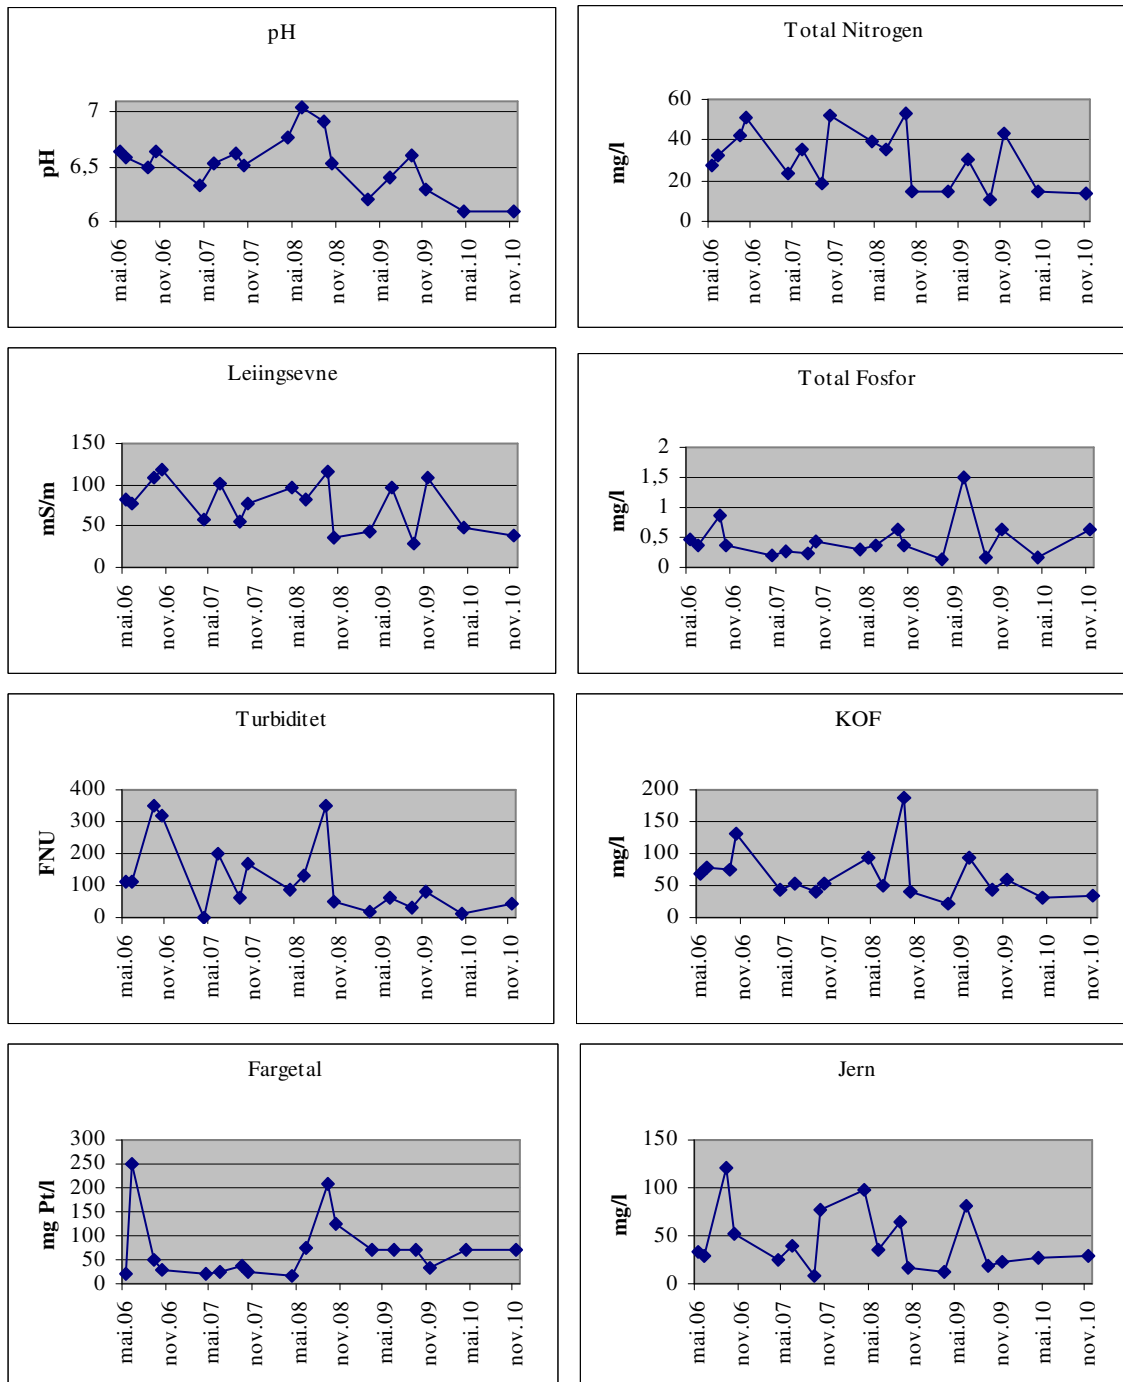 pH
7
6,5
6
pH
mai.06
nov.06
mai.07
nov.07
mai.08
nov.08
mai.09
nov.09
mai.10
nov.10
Total Nitrogen
60
40
20
0
mg/l
mai.06
nov.06
mai.07
nov.07
mai.08
nov.08
mai.09
nov.09
mai.10
nov.10
Leiingsevne
150
100
50
0
mS/m
mai.06
nov.06
mai.07
nov.07
mai.08
nov.08
mai.09
nov.09
mai.10
nov.10
Total Fosfor
2
1,5
1
0,5
0
mg/l
mai.06
nov.06
mai.07
nov.07
mai.08
nov.08
mai.09
nov.09
mai.10
nov.10
Turbiditet
400
300
200
100
0
FNU
mai.06
nov.06
mai.07
nov.07
mai.08
nov.08
mai.09
nov.09
mai.10
nov.10
KOF
200
150
100
50
0
mg/l
mai.06
nov.06
mai.07
nov.07
mai.08
nov.08
mai.09
nov.09
mai.10
nov.10
Fargetal
300
250
200
150
100
50
0
mg Pt/l
mai.06
nov.06
mai.07
nov.07
mai.08
nov.08
mai.09
nov.09
mai.10
nov.10
Jern
150
100
50
0
mg/l
mai.06
nov.06
mai.07
nov.07
mai.08
nov.08
mai.09
nov.09
mai.10
nov.10